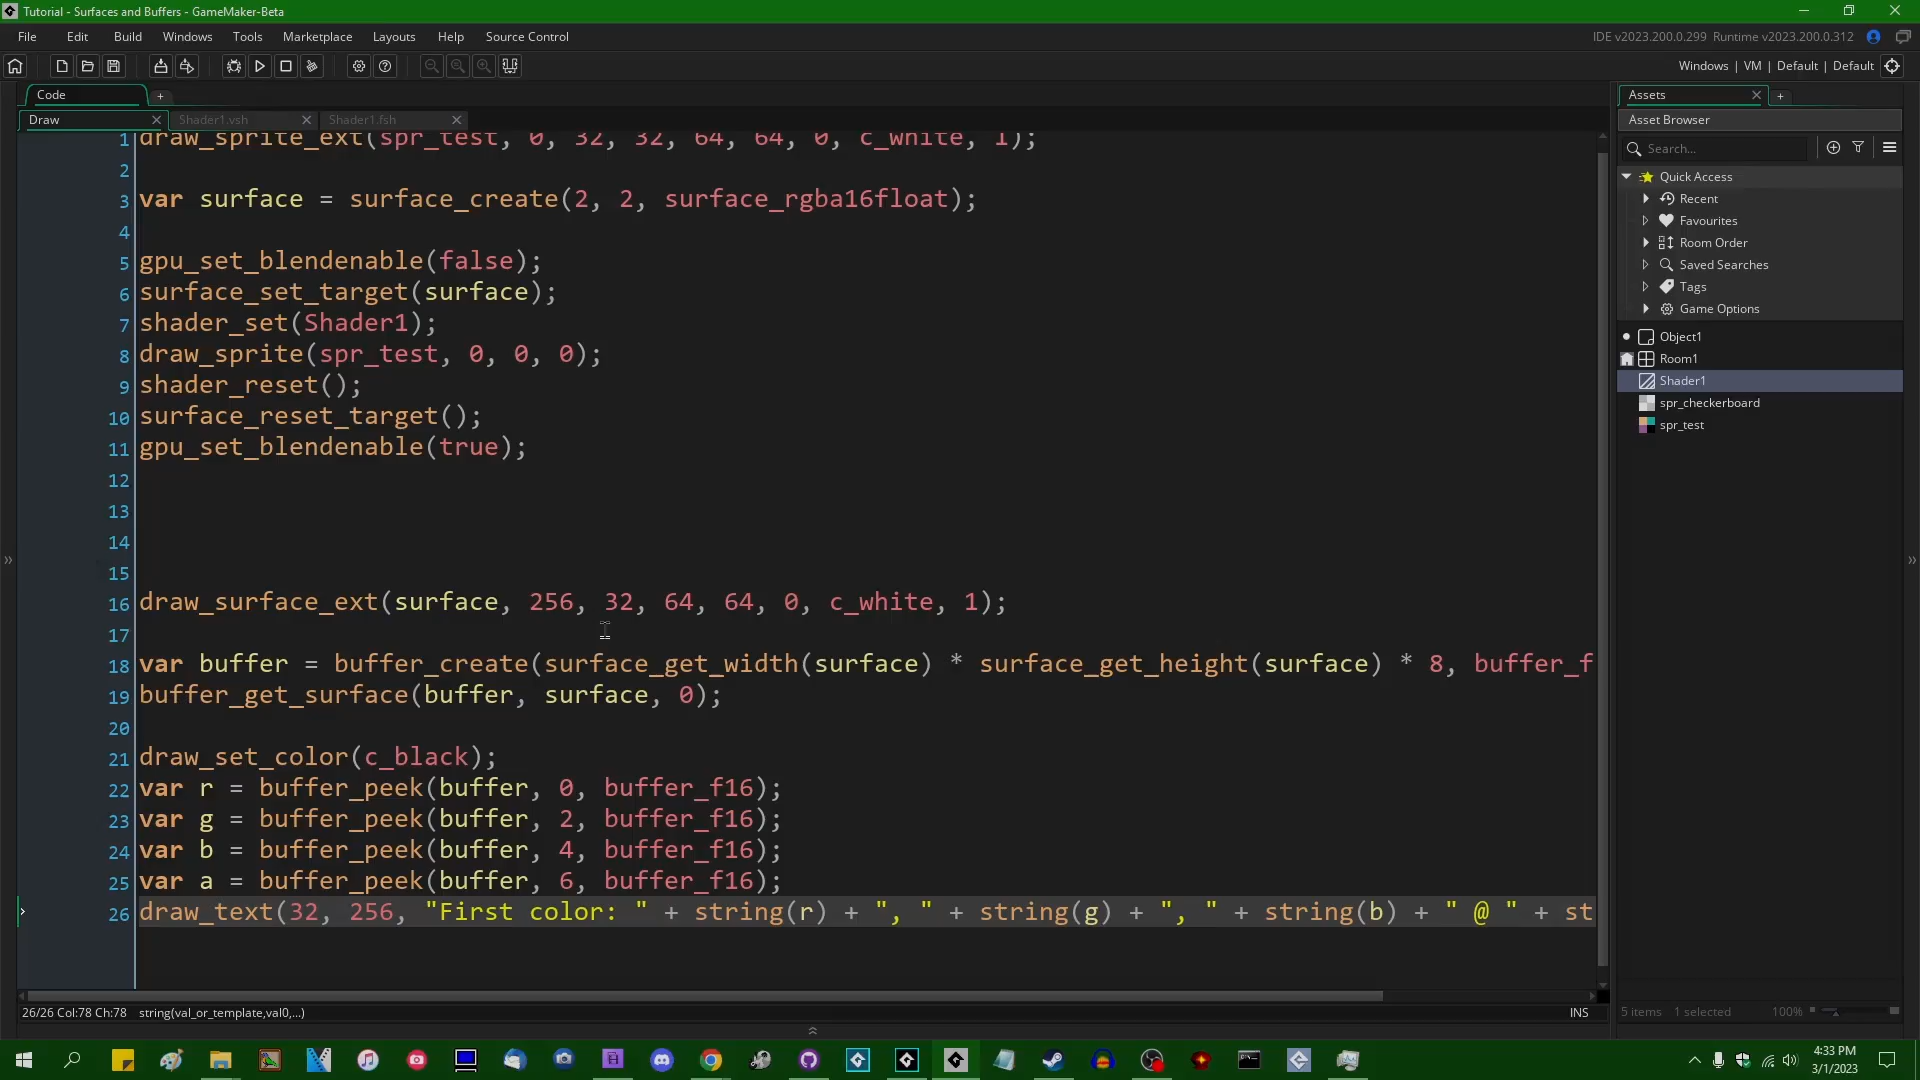 Tutorial - Surfaces and Buffers - GameMaker-Beta
File Edit Build Windows Tools Marketplace Layouts Help Source Control
IDE v2023.200.0.299 Runtime v2023.200.0.312
Windows | VM | Default | Default
Code
Draw Shader1.vsh Shader1.fsh
1 draw_sprite_ext(spr_test, 0, 32, 32, 64, 64, 0, c_white, 1);
2
3 var surface = surface_create(2, 2, surface_rgba16float);
4
5 gpu_set_blendenable(false);
6 surface_set_target(surface);
7 shader_set(Shader1);
8 draw_sprite(spr_test, 0, 0, 0);
9 shader_reset();
10 surface_reset_target();
11 gpu_set_blendenable(true);
12
13
14
15
16 draw_surface_ext(surface, 256, 32, 64, 64, 0, c_white, 1);
17
18 var buffer = buffer_create(surface_get_width(surface) * surface_get_height(surface) * 8, buffer_f
19 buffer_get_surface(buffer, surface, 0);
20
21 draw_set_color(c_black);
22 var r = buffer_peek(buffer, 0, buffer_f16);
23 var g = buffer_peek(buffer, 2, buffer_f16);
24 var b = buffer_peek(buffer, 4, buffer_f16);
25 var a = buffer_peek(buffer, 6, buffer_f16);
26 draw_text(32, 256, "First color: " + string(r) + ", " + string(g) + ", " + string(b) + " @ " + st
26/26 Col:78 Ch:78 string(val_or_template,val0,...)
INS
Assets
Asset Browser
Search...
Quick Access
Recent
Favourites
Room Order
Saved Searches
Tags
Game Options
Object1
Room1
Shader1
spr_checkerboard
spr_test
5 items 1 selected 100%
4:33 PM
3/1/2023